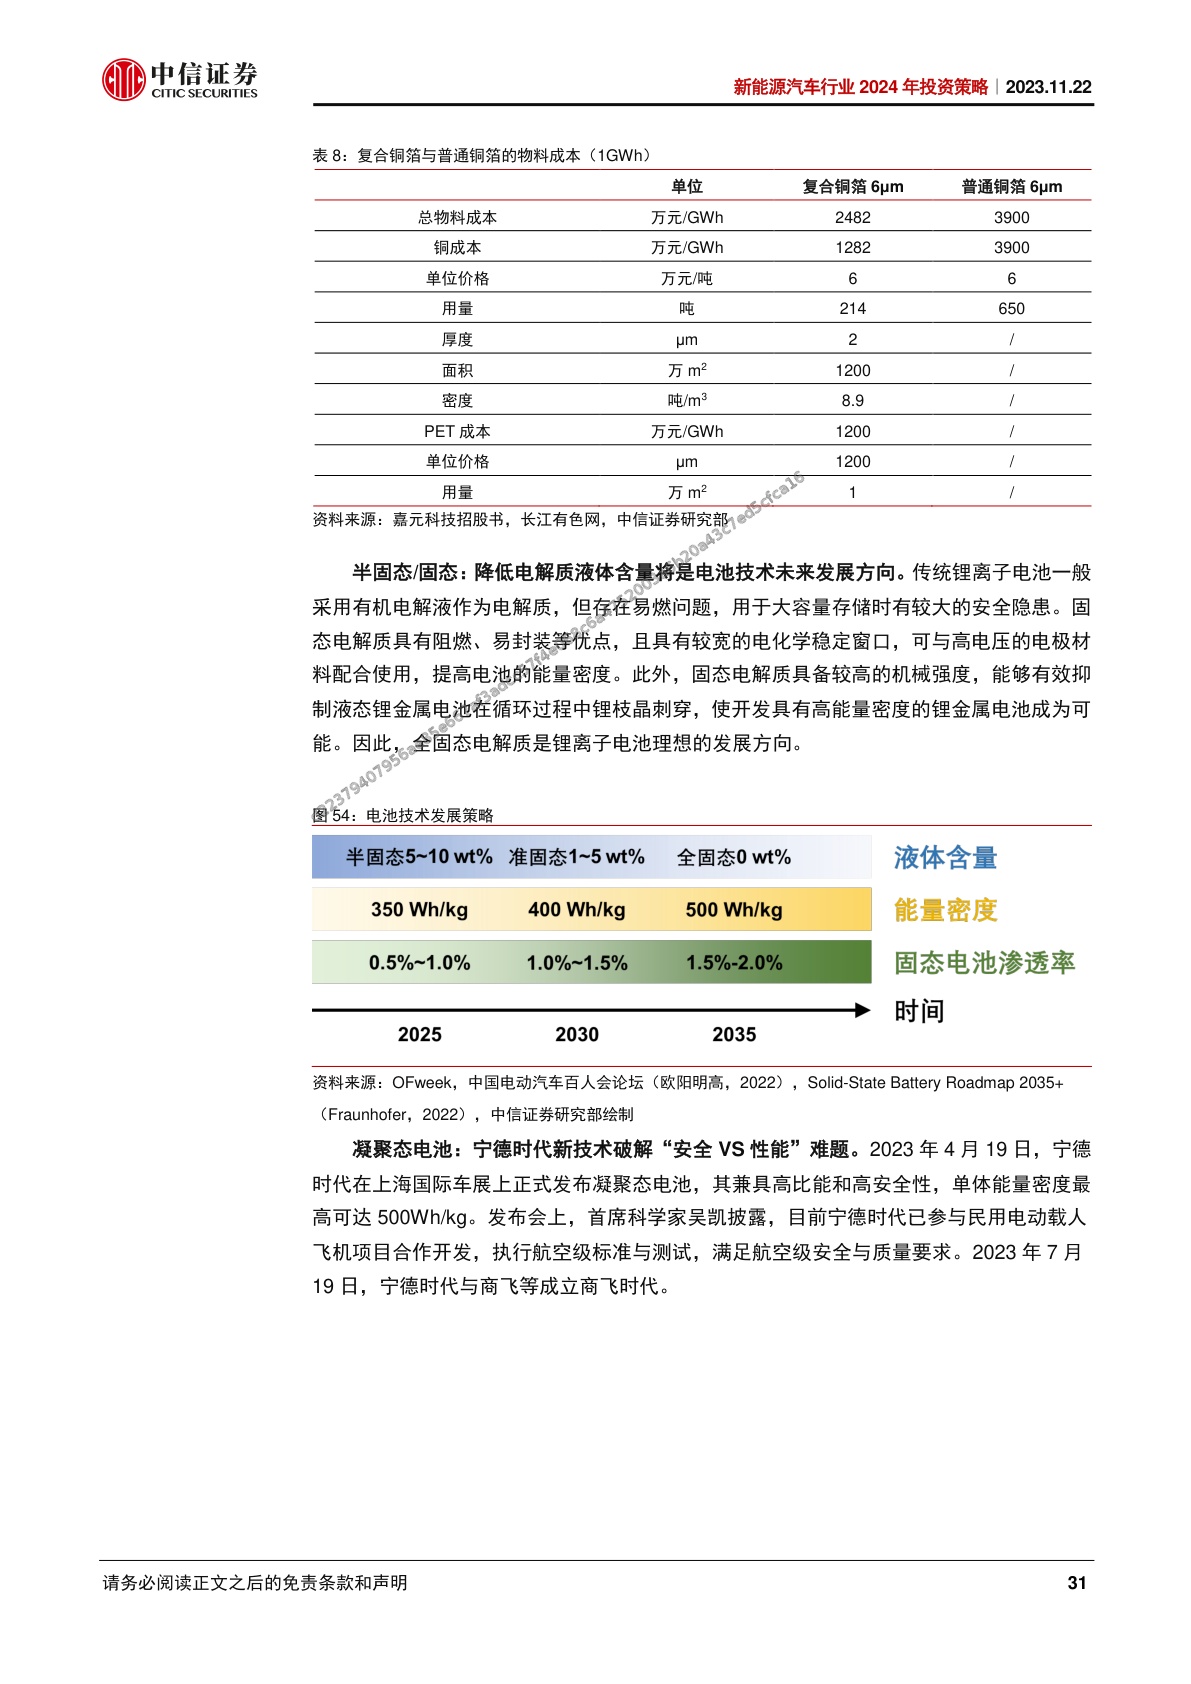 中信证券
CITIC SECURITIES
新能源汽车行业 2024 年投资策略｜2023.11.22
表 8：复合铜箔与普通铜箔的物料成本（1GWh）
单位 复合铜箔 6μm 普通铜箔 6μm
总物料成本 万元/GWh 2482 3900
铜成本 万元/GWh 1282 3900
单位价格 万元/吨 6 6
用量 吨 214 650
厚度 μm 2 /
面积 万 m² 1200 /
密度 吨/m³ 8.9 /
PET 成本 万元/GWh 1200 /
单位价格 μm 1200 /
用量 万 m² 1 /
资料来源：嘉元科技招股书，长江有色网，中信证券研究部
半固态/固态：降低电解质液体含量将是电池技术未来发展方向。传统锂离子电池一般
采用有机电解液作为电解质，但存在易燃问题，用于大容量存储时有较大的安全隐患。固
态电解质具有阻燃、易封装等优点，且具有较宽的电化学稳定窗口，可与高电压的电极材
料配合使用，提高电池的能量密度。此外，固态电解质具备较高的机械强度，能够有效抑
制液态锂金属电池在循环过程中锂枝晶刺穿，使开发具有高能量密度的锂金属电池成为可
能。因此，全固态电解质是锂离子电池理想的发展方向。
图 54：电池技术发展策略
半固态5~10 wt% 准固态1~5 wt% 全固态0 wt% 液体含量
350 Wh/kg 400 Wh/kg 500 Wh/kg 能量密度
0.5%~1.0% 1.0%~1.5% 1.5%-2.0% 固态电池渗透率
时间
2025 2030 2035
资料来源：OFweek，中国电动汽车百人会论坛（欧阳明高，2022），Solid-State Battery Roadmap 2035+
（Fraunhofer，2022），中信证券研究部绘制
凝聚态电池：宁德时代新技术破解“安全 VS 性能”难题。2023 年 4 月 19 日，宁德
时代在上海国际车展上正式发布凝聚态电池，其兼具高比能和高安全性，单体能量密度最
高可达 500Wh/kg。发布会上，首席科学家吴凯披露，目前宁德时代已参与民用电动载人
飞机项目合作开发，执行航空级标准与测试，满足航空级安全与质量要求。2023 年 7 月
19 日，宁德时代与商飞等成立商飞时代。
请务必阅读正文之后的免责条款和声明 31